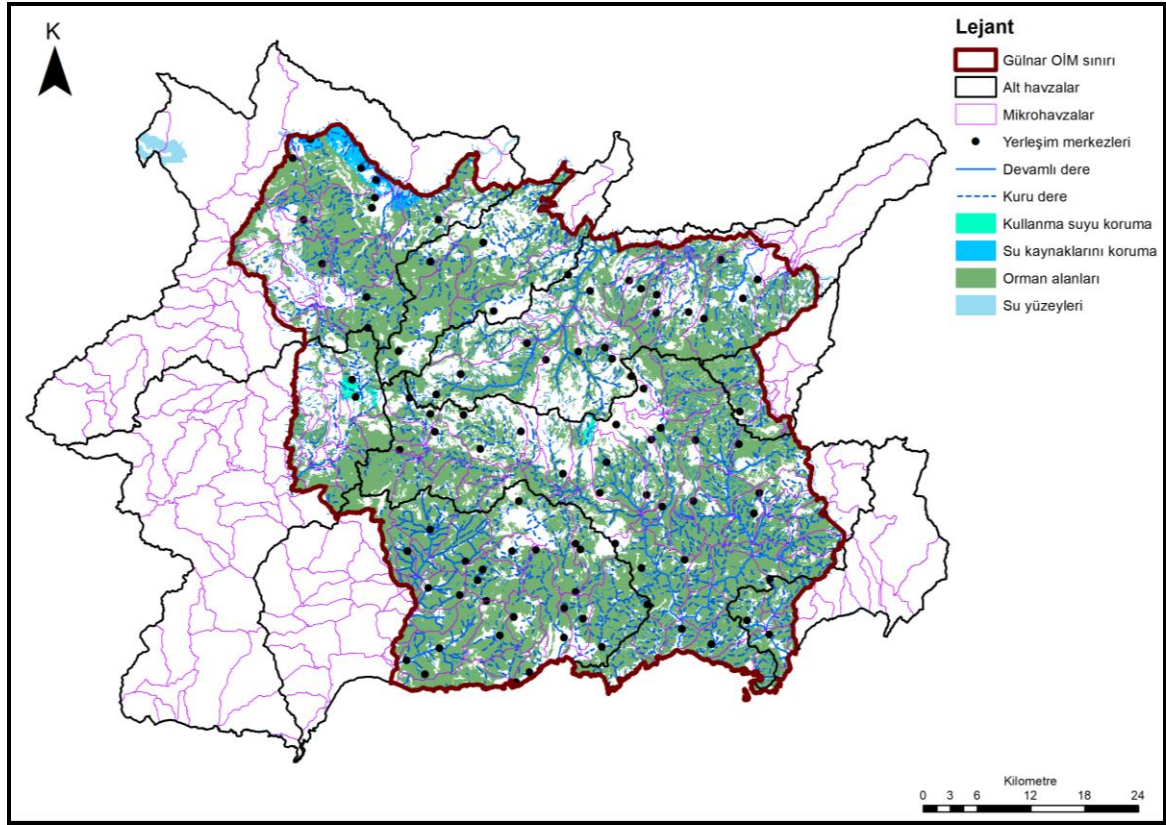 K
Lejant
Gülnar OİM sınırı
Alt havzalar
Mikrohavzalar
Yerleşim merkezleri
Devamlı dere
Kuru dere
Kullanma suyu koruma
Su kaynaklarını koruma
Orman alanları
Su yüzeyleri
Kilometre
0 3 6 12 18 24